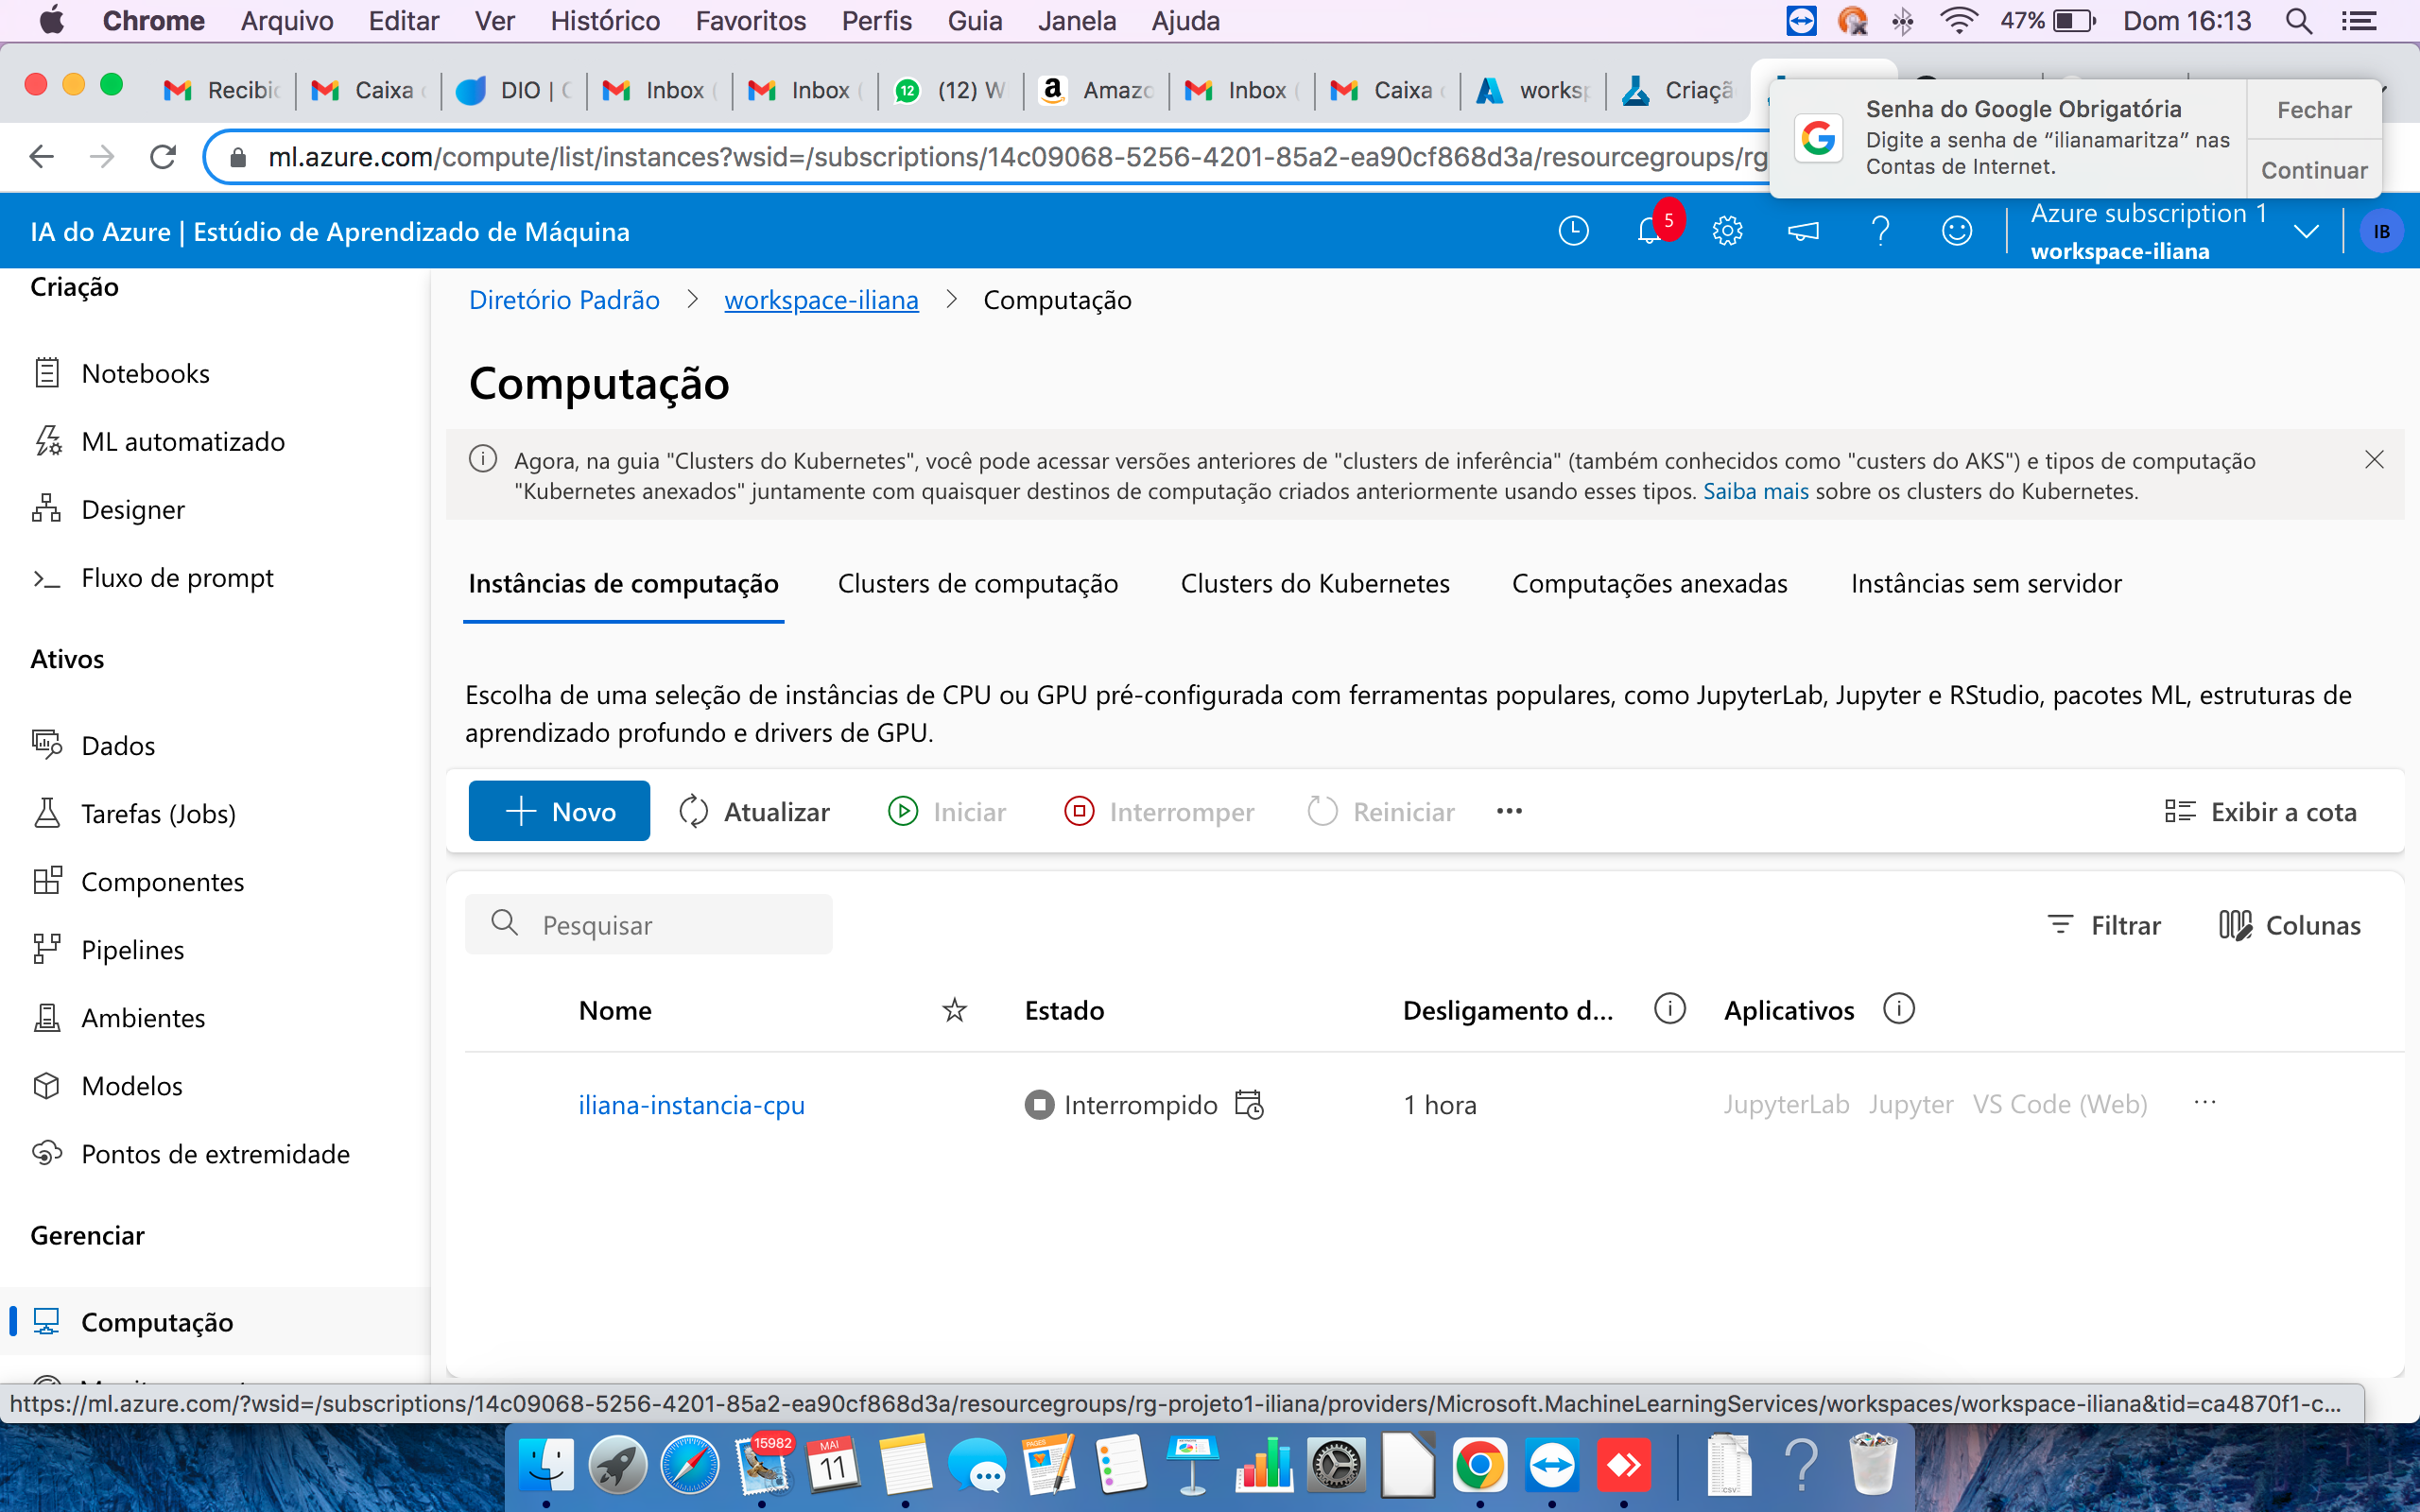 Chrome Arquivo Editar Ver Histórico Favoritos Perfis Guia Janela Ajuda 47% Dom 16:13
Caixa DIO | Inbox Inbox 12 (12) W Inbox Caixa
Senha do Google Obrigatória
Digite a senha de “ilianamaritza” nas
Contas de Internet.
Fechar
Continuar
ml.azure.com/compute/list/instances?wsid=/subscriptions/14c09068-5256-4201-85a2-ea90cf868d3a/resourcegroups/rg
IA do Azure | Estúdio de Aprendizado de Máquina
5
?
Azure subscription 1
workspace-iliana
IB
Criação
Notebooks
ML automatizado
Designer
Fluxo de prompt
Ativos
Dados
Tarefas (Jobs)
Componentes
Pipelines
Ambientes
Modelos
Pontos de extremidade
Gerenciar
Computação
Diretório Padrão > workspace-iliana > Computação
Computação
Agora, na guia "Clusters do Kubernetes", você pode acessar versões anteriores de "clusters de inferência" (também conhecidos como "custers do AKS") e tipos de computação
"Kubernetes anexados" juntamente com quaisquer destinos de computação criados anteriormente usando esses tipos. Saiba mais sobre os clusters do Kubernetes.
Instâncias de computação Clusters de computação Clusters do Kubernetes Computações anexadas Instâncias sem servidor
Escolha de uma seleção de instâncias de CPU ou GPU pré-configurada com ferramentas populares, como JupyterLab, Jupyter e RStudio, pacotes ML, estruturas de
aprendizado profundo e drivers de GPU.
Novo Atualizar Iniciar Interromper Reiniciar ... Exibir a cota
Pesquisar Filtrar Colunas
Nome Estado Desligamento d... Aplicativos
iliana-instancia-cpu Interrompido 1 hora JupyterLab Jupyter VS Code (Web) ...
https://ml.azure.com/?wsid=/subscriptions/14c09068-5256-4201-85a2-ea90cf868d3a/resourcegroups/rg-projeto1-iliana/providers/Microsoft.MachineLearningServices/workspaces/workspace-iliana&tid=ca4870f1-c...
15982
MAI
11
PAGES
CSV